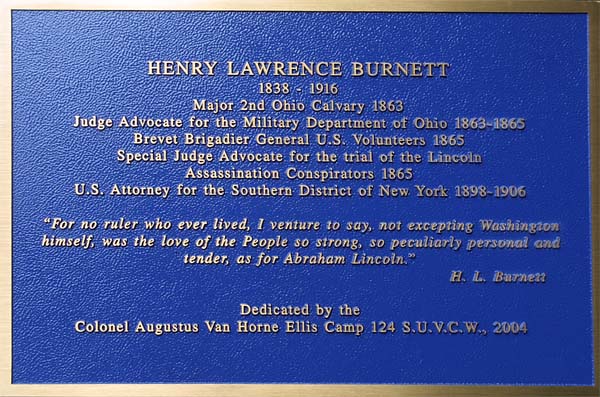 HENRY LAWRENCE BURNETT
1838 - 1916
Major 2nd Ohio Calvary 1863
Judge Advocate for the Military Department of Ohio 1863-1865
Brevet Brigadier General U.S. Volunteers 1865
Special Judge Advocate for the trial of the Lincoln
Assassination Conspirators 1865
U.S. Attorney for the Southern District of New York 1898-1906
“For no ruler who ever lived, I venture to say, not excepting Washington
himself, was the love of the People so strong, so peculiarly personal and
tender, as for Abraham Lincoln.”
H. L. Burnett
Dedicated by the
Colonel Augustus Van Horne Ellis Camp 124 S.U.V.C.W., 2004